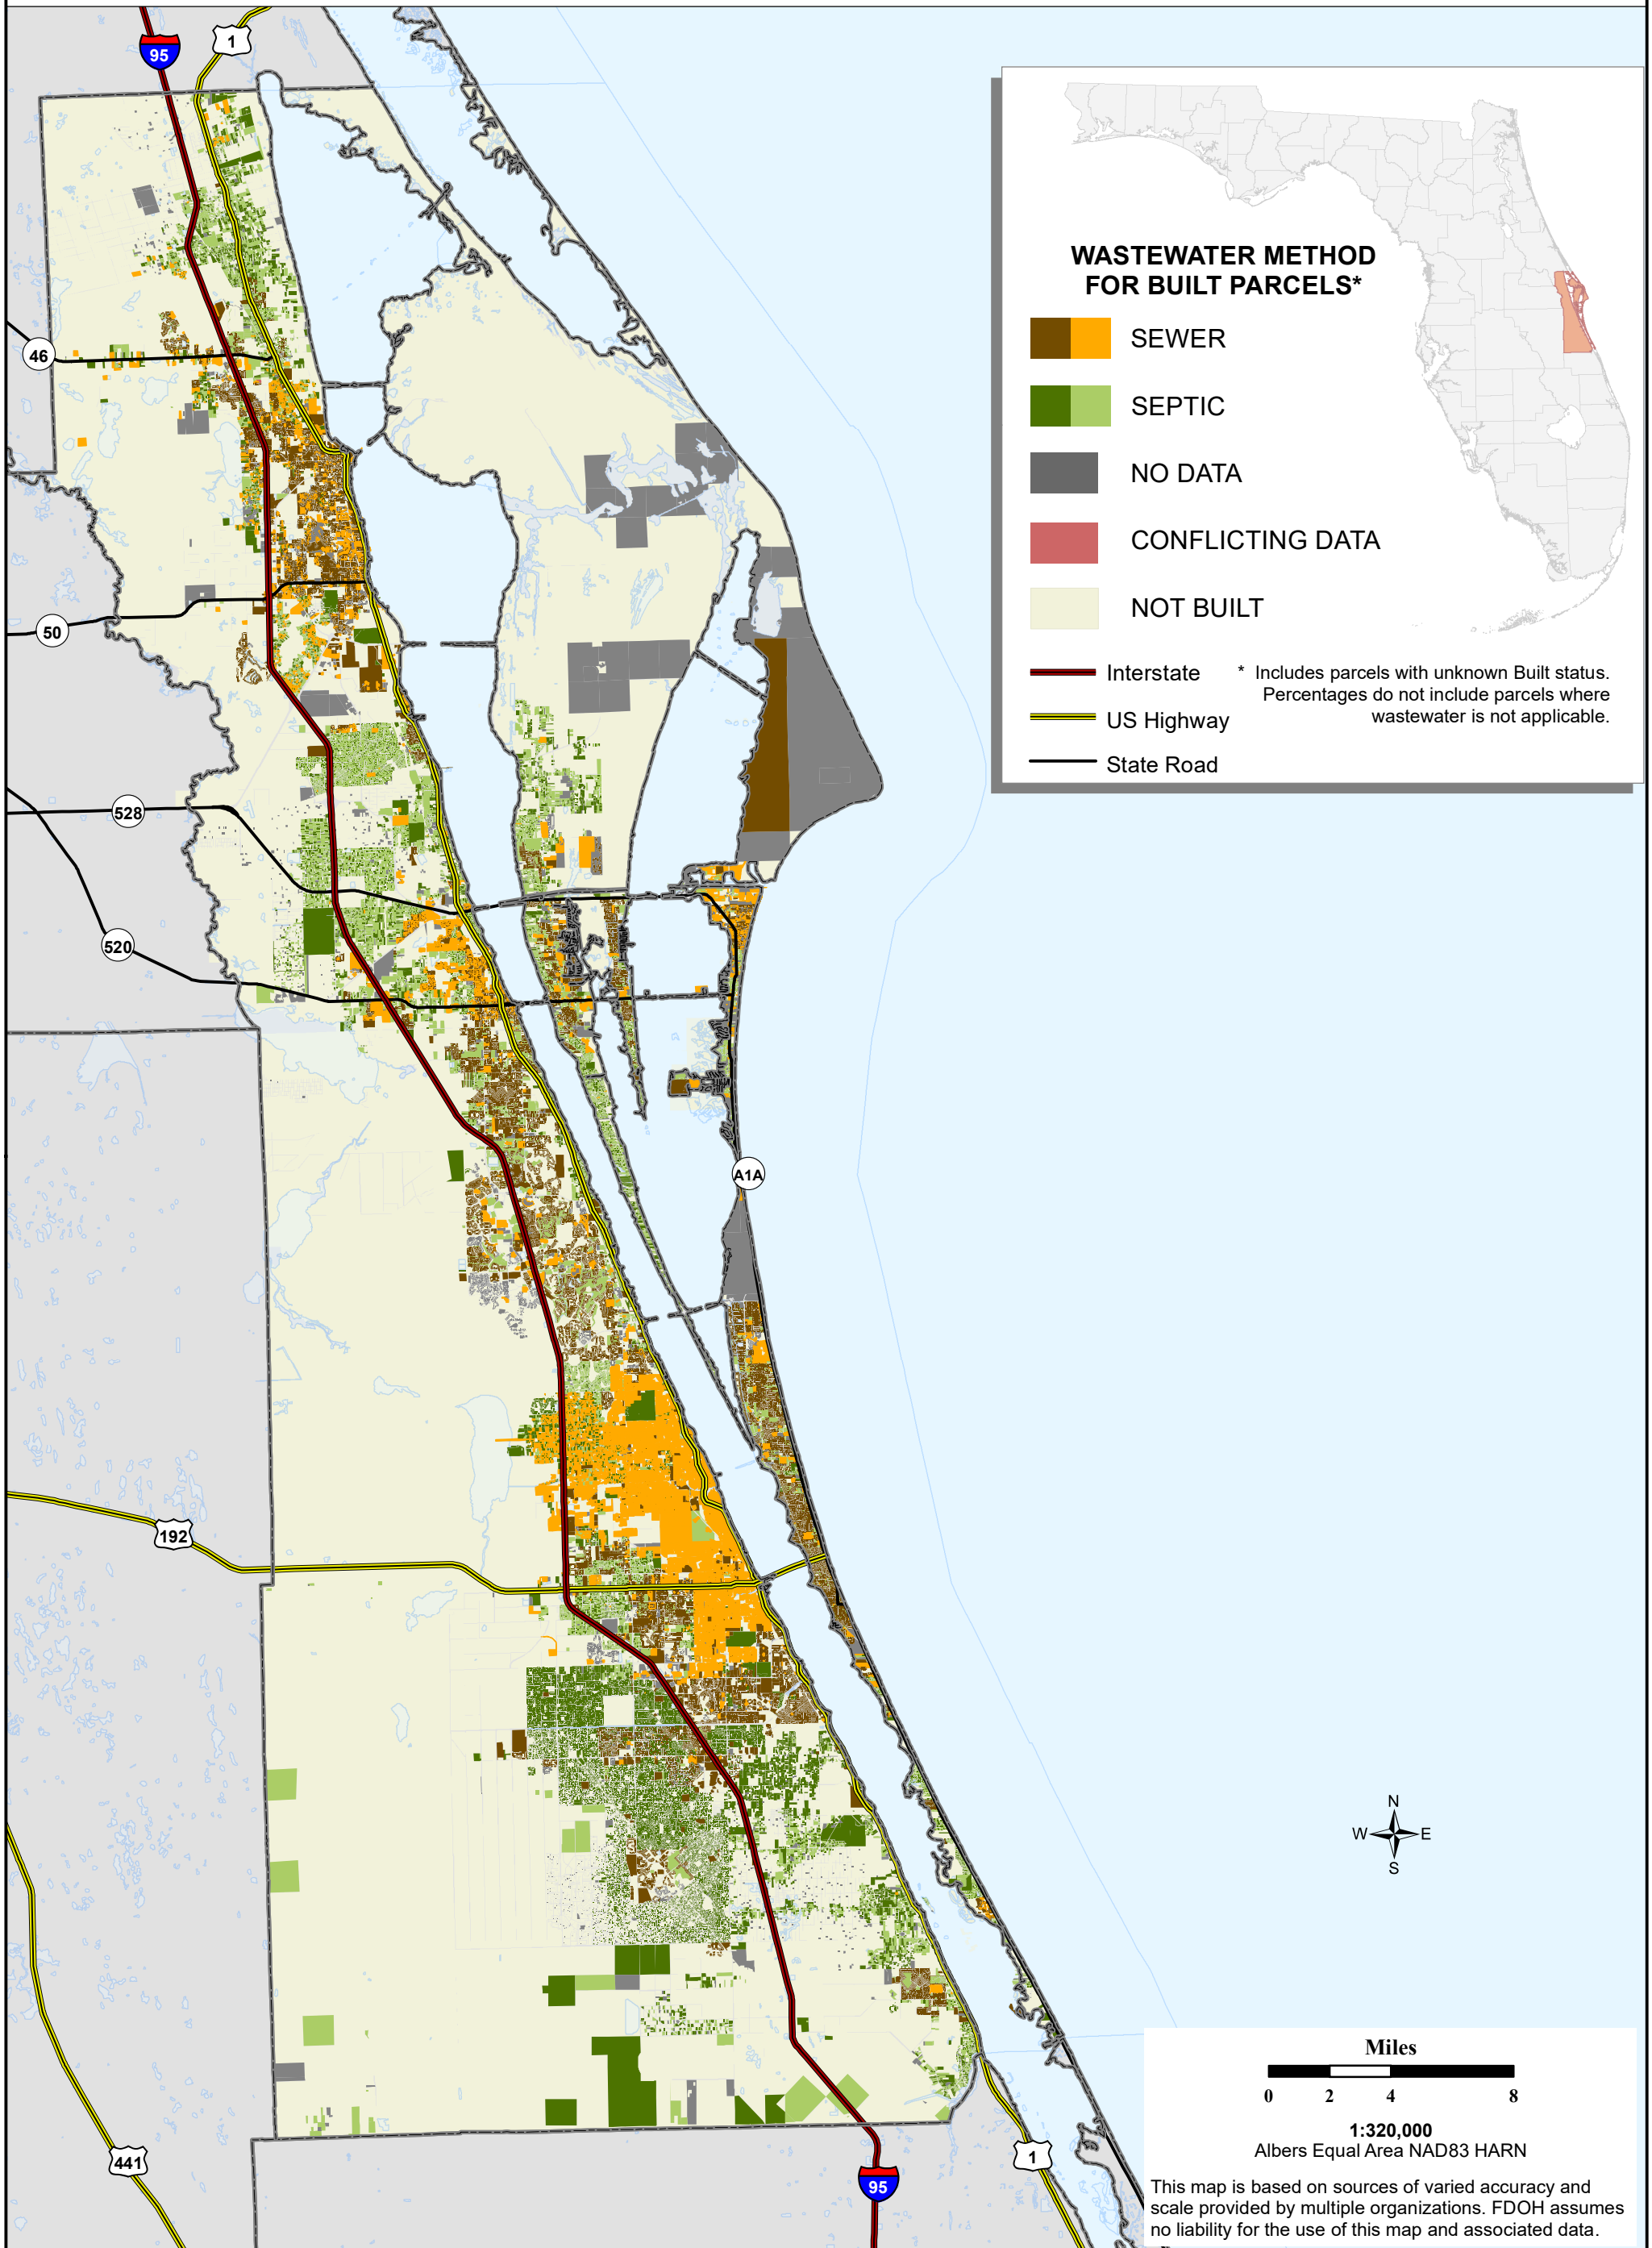 95
1
WASTEWATER METHOD
FOR BUILT PARCELS*
SEWER
SEPTIC
NO DATA
CONFLICTING DATA
NOT BUILT
Interstate
US Highway
State Road
* Includes parcels with unknown Built status.
Percentages do not include parcels where
wastewater is not applicable.
46
50
528
520
A1A
192
N
W E
S
441
95
1
Miles
0 2 4 8
1:320,000
Albers Equal Area NAD83 HARN
This map is based on sources of varied accuracy and
scale provided by multiple organizations. FDOH assumes
no liability for the use of this map and associated data.